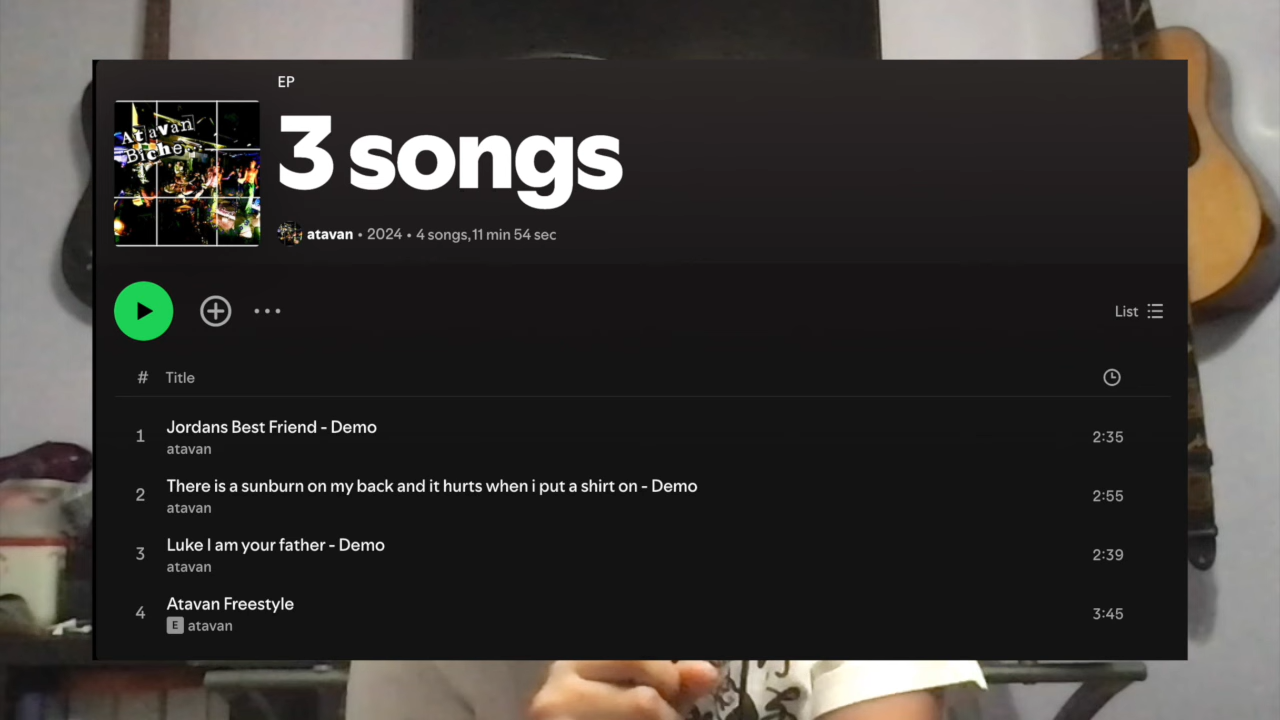 EP
3 songs
Atavan
Biches
atavan • 2024 • 4 songs, 11 min 54 sec
List
# Title
1 Jordans Best Friend - Demo 2:35
atavan
2 There is a sunburn on my back and it hurts when i put a shirt on - Demo 2:55
atavan
3 Luke I am your father - Demo 2:39
atavan
4 Atavan Freestyle 3:45
E atavan